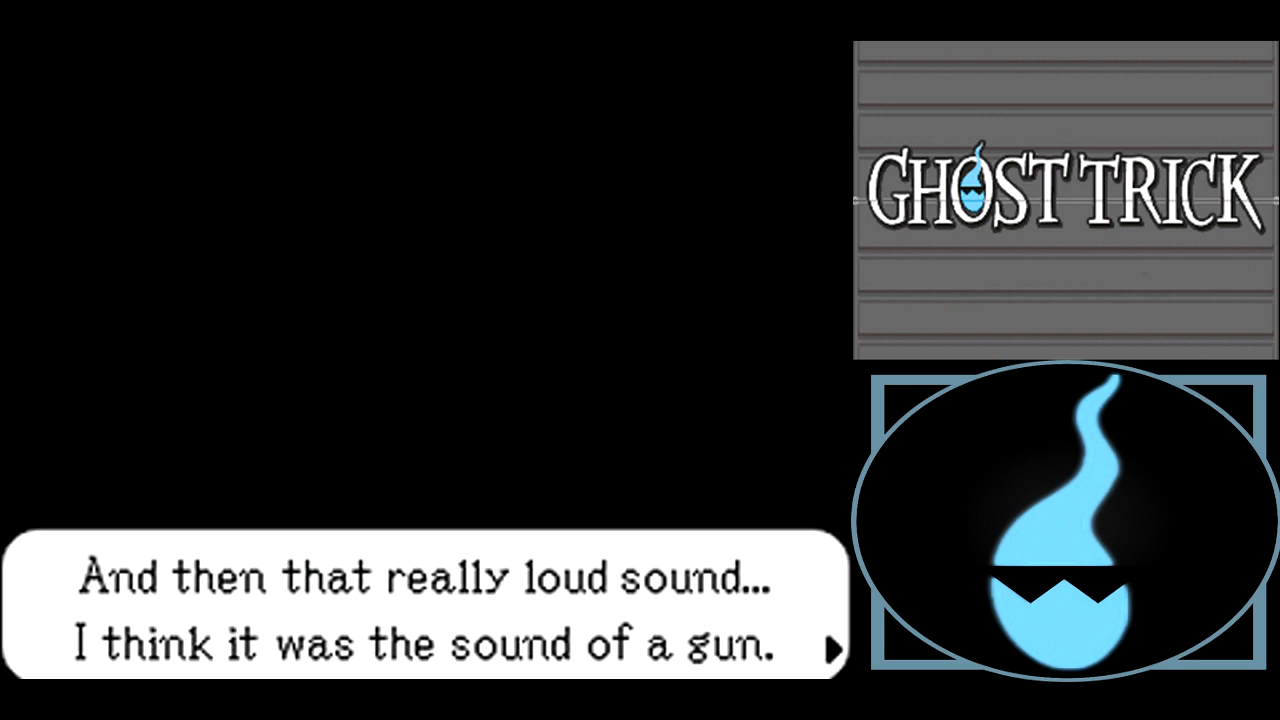 GHOST TRICK
And then that really loud sound...
I think it was the sound of a gun.